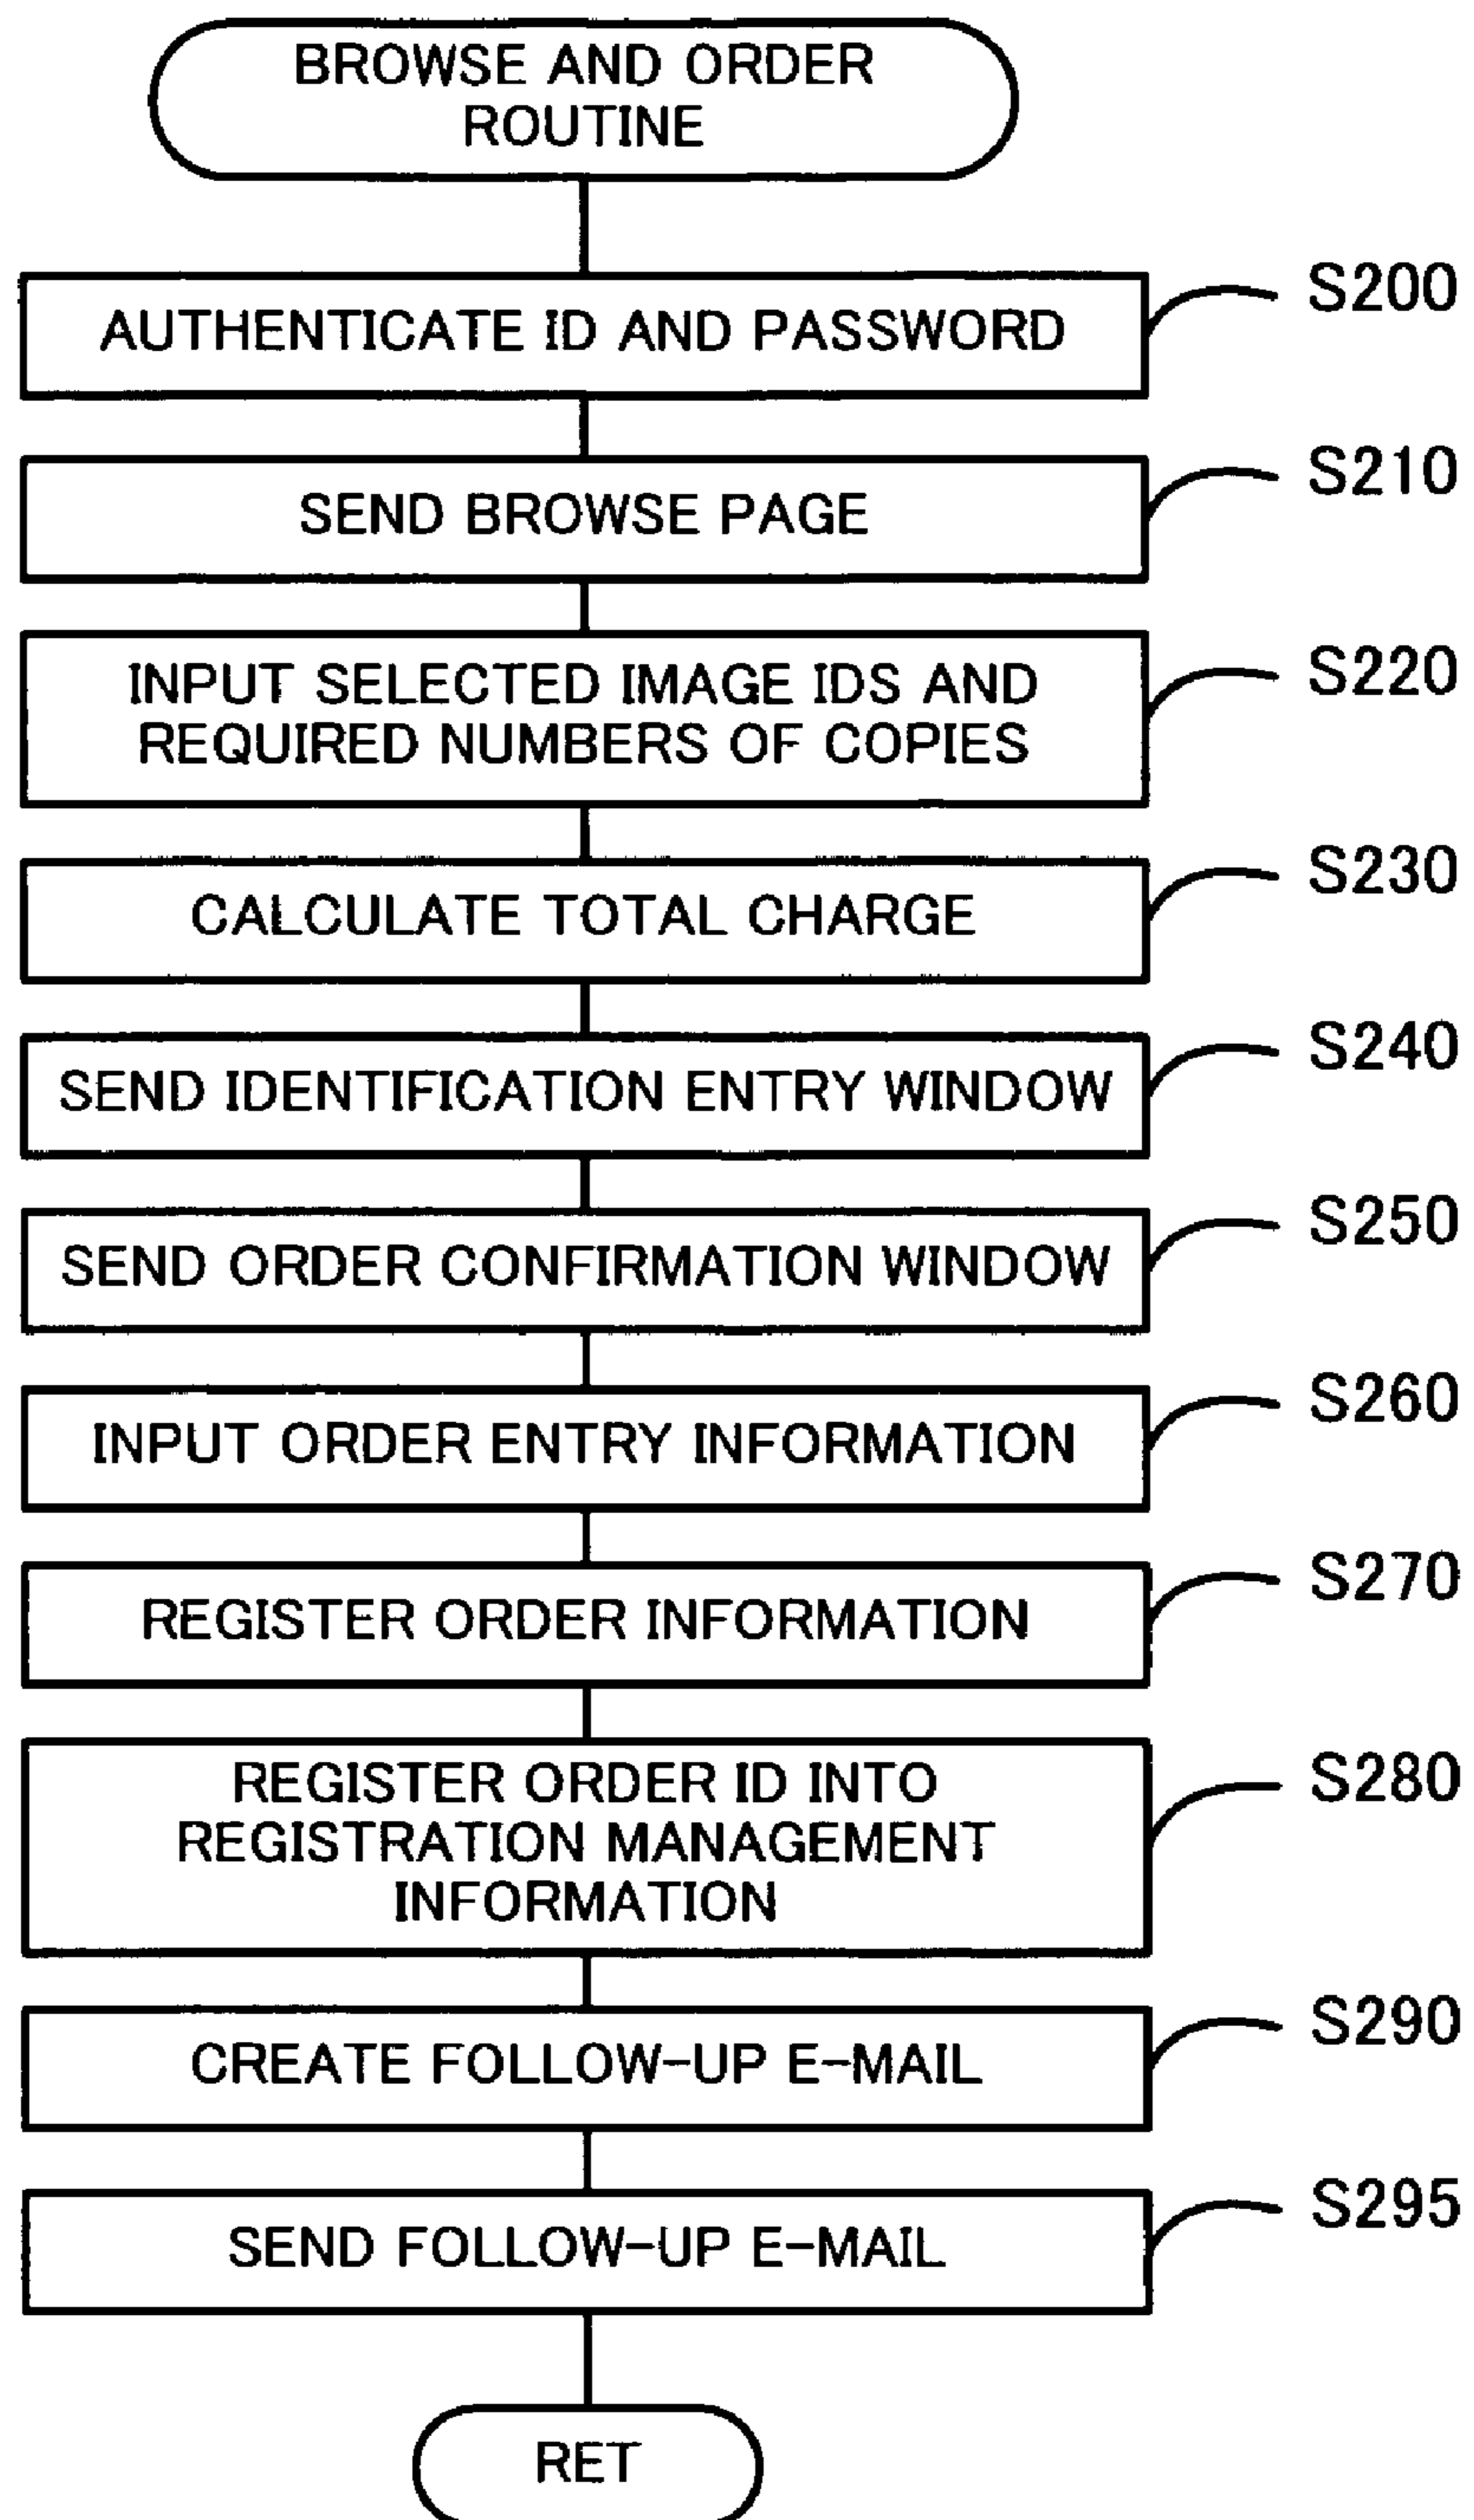 BROWSE AND ORDER
ROUTINE
AUTHENTICATE ID AND PASSWORD
S200
SEND BROWSE PAGE
S210
INPUT SELECTED IMAGE IDS AND
REQUIRED NUMBERS OF COPIES
S220
CALCULATE TOTAL CHARGE
S230
SEND IDENTIFICATION ENTRY WINDOW
S240
SEND ORDER CONFIRMATION WINDOW
S250
INPUT ORDER ENTRY INFORMATION
S260
REGISTER ORDER INFORMATION
S270
REGISTER ORDER ID INTO
REGISTRATION MANAGEMENT
INFORMATION
S280
CREATE FOLLOW-UP E-MAIL
S290
SEND FOLLOW-UP E-MAIL
S295
RET